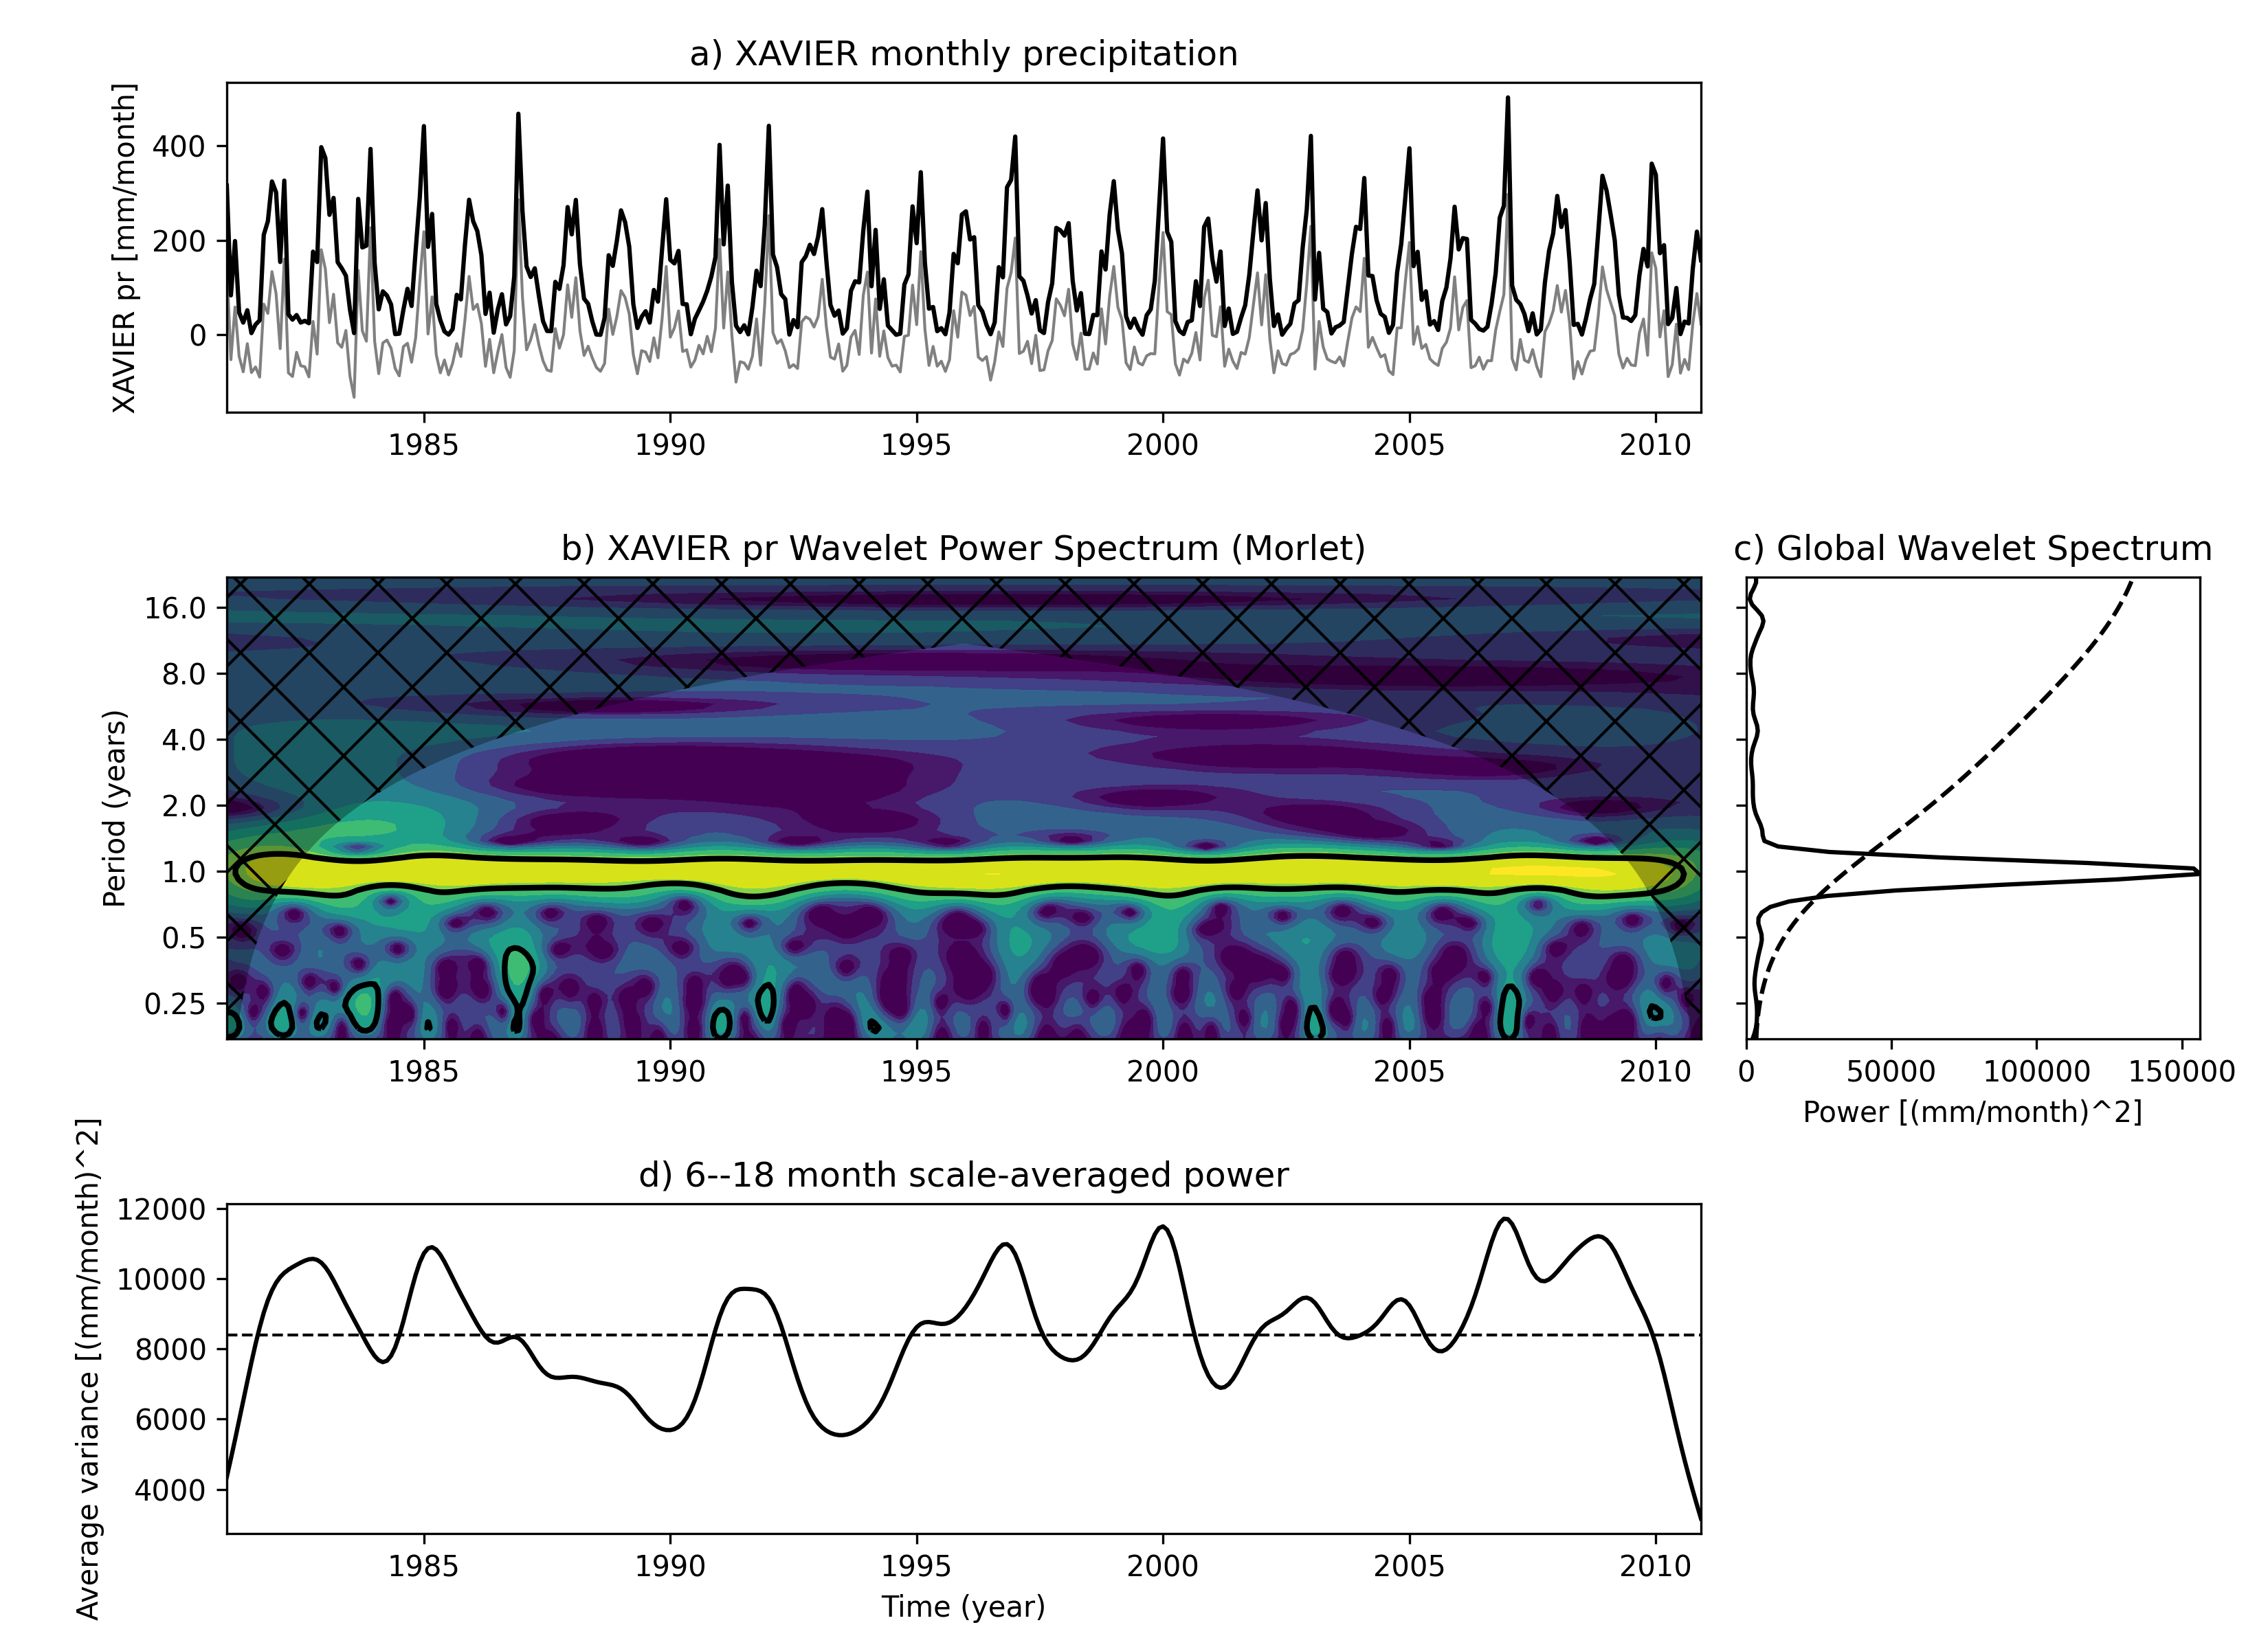 a) XAVIER monthly precipitation
XAVIER pr [mm/month]
400
200
0
1985 1990 1995 2000 2005 2010
b) XAVIER pr Wavelet Power Spectrum (Morlet)
Period (years)
16.0
8.0
4.0
2.0
1.0
0.5
0.25
1985 1990 1995 2000 2005 2010
c) Global Wavelet Spectrum
0 50000 100000 150000
Power [(mm/month)^2]
d) 6--18 month scale-averaged power
Average variance [(mm/month)^2]
12000
10000
8000
6000
4000
1985 1990 1995 2000 2005 2010
Time (year)